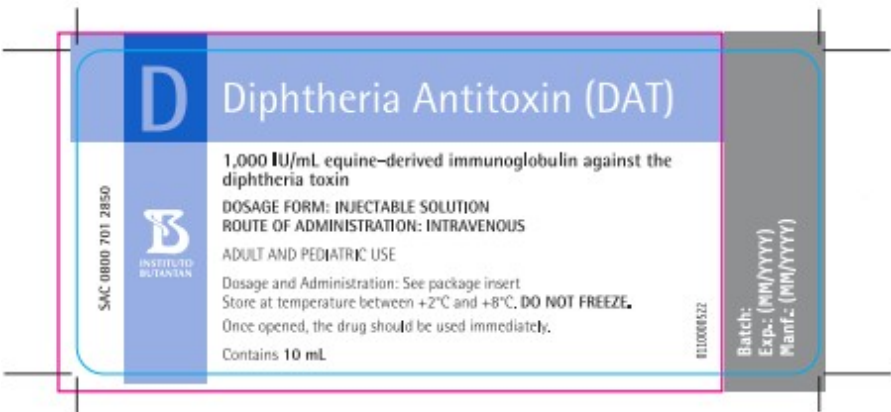 D
Diphtheria Antitoxin (DAT)
1,000 IU/mL equine-derived immunoglobulin against the
diphtheria toxin
DOSAGE FORM: INJECTABLE SOLUTION
ROUTE OF ADMINISTRATION: INTRAVENOUS
ADULT AND PEDIATRIC USE
Dosage and Administration: See package insert
Store at temperature between +2°C and +8°C. DO NOT FREEZE.
Once opened, the drug should be used immediately.
Contains 10 mL
SAC 0800 701 2850
INSTITUTO
BUTANTAN
0110000522
Batch:
Exp.: (MM/YYYY)
Manf.: (MM/YYYY)